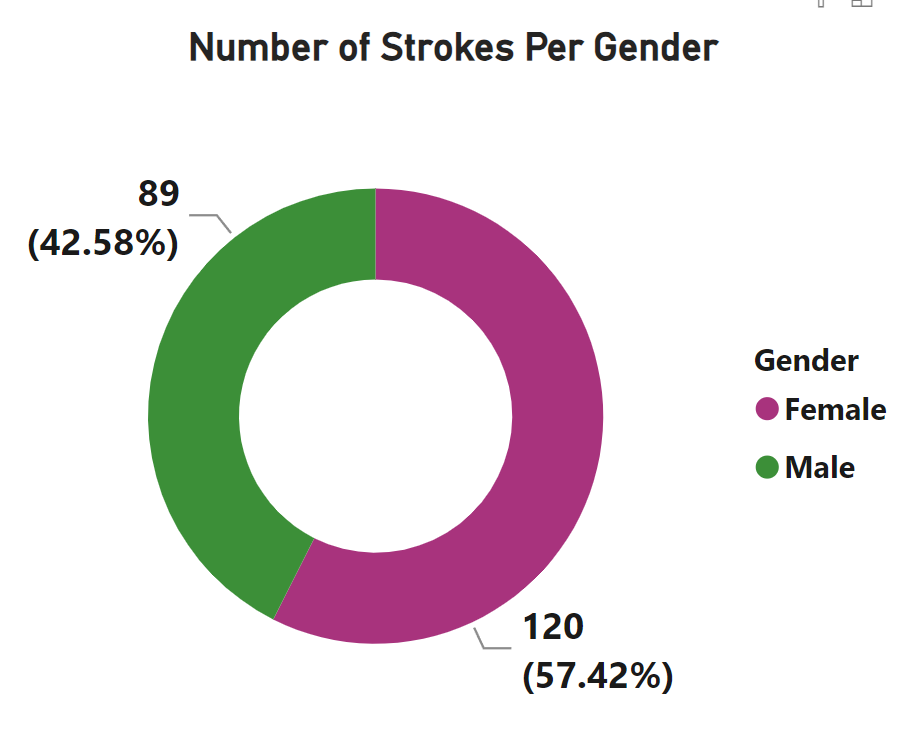 Number of Strokes Per Gender
89
(42.58%)
Gender
Female
Male
120
(57.42%)